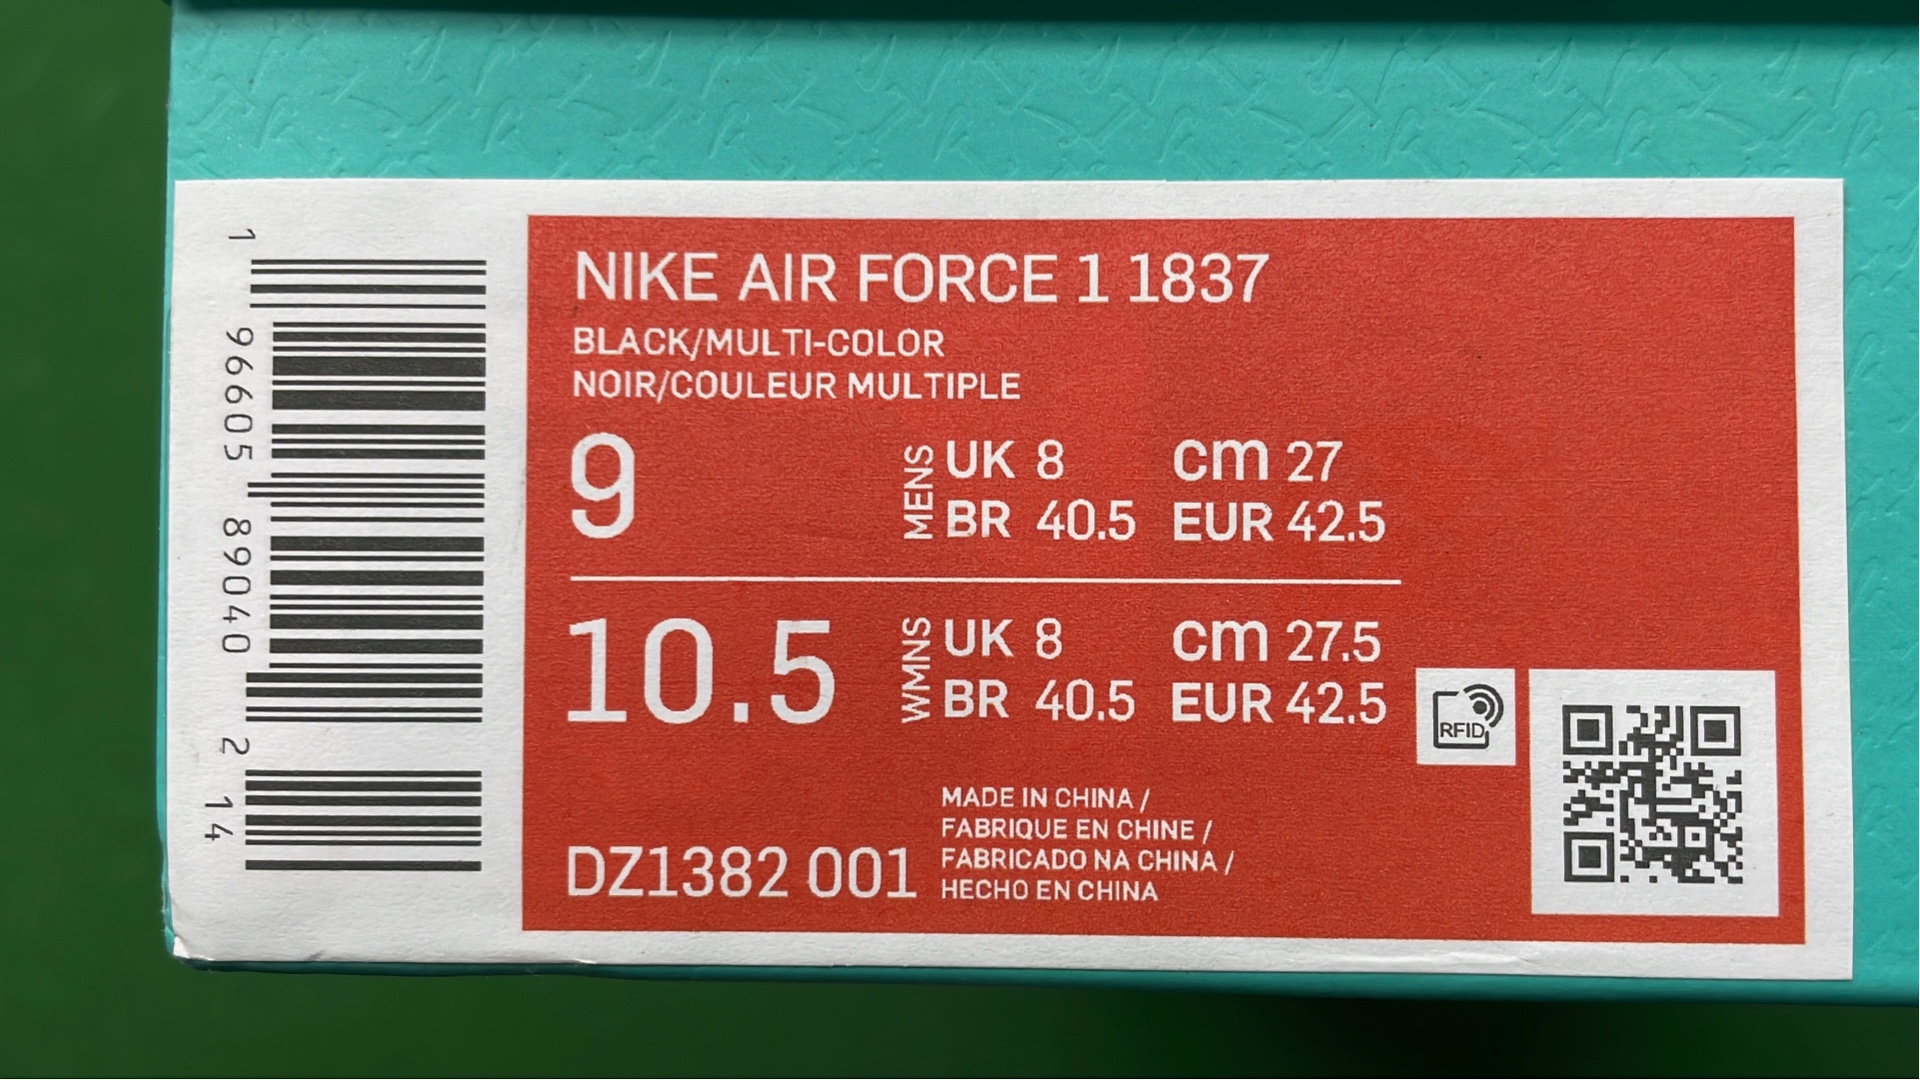 1 96605 89040 2
14
NIKE AIR FORCE 1 1837
BLACK/MULTI-COLOR
NOIR/COULEUR MULTIPLE
9
MENS
UK 8 cm 27
BR 40.5 EUR 42.5
10.5
WMNS
UK 8 cm 27.5
BR 40.5 EUR 42.5
RFID
DZ1382 001
MADE IN CHINA /
FABRIQUE EN CHINE /
FABRICADO NA CHINA /
HECHO EN CHINA